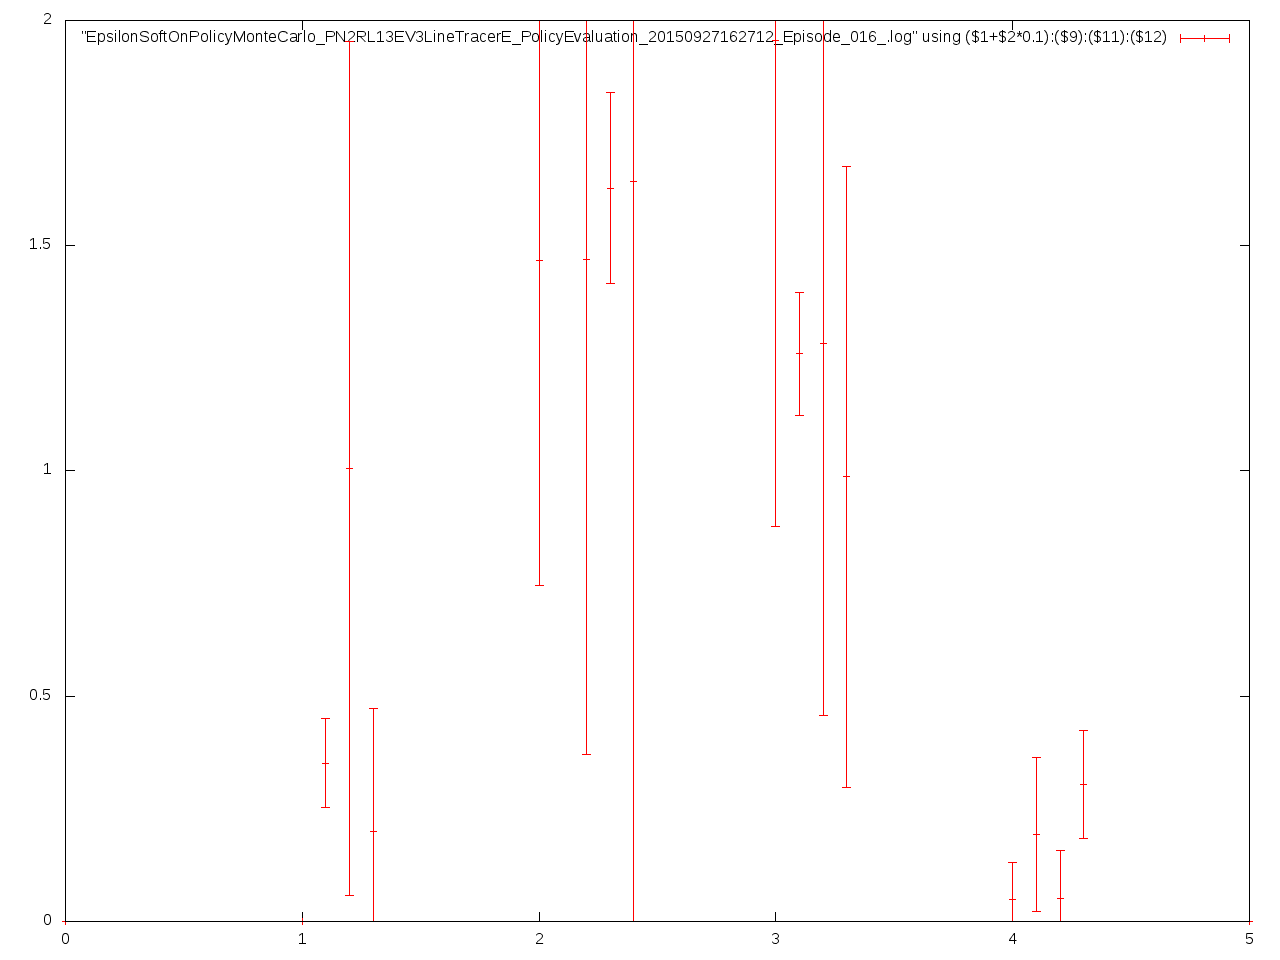 2
"EpsilonSoftOnPolicyMonteCarlo_PN2RL13EV3LineTracerE_PolicyEvaluation_20150927162712_Episode_016_.log" using ($1+$2*0.1):($9):($11):($12)
1.5
1
0.5
0
0 1 2 3 4 5